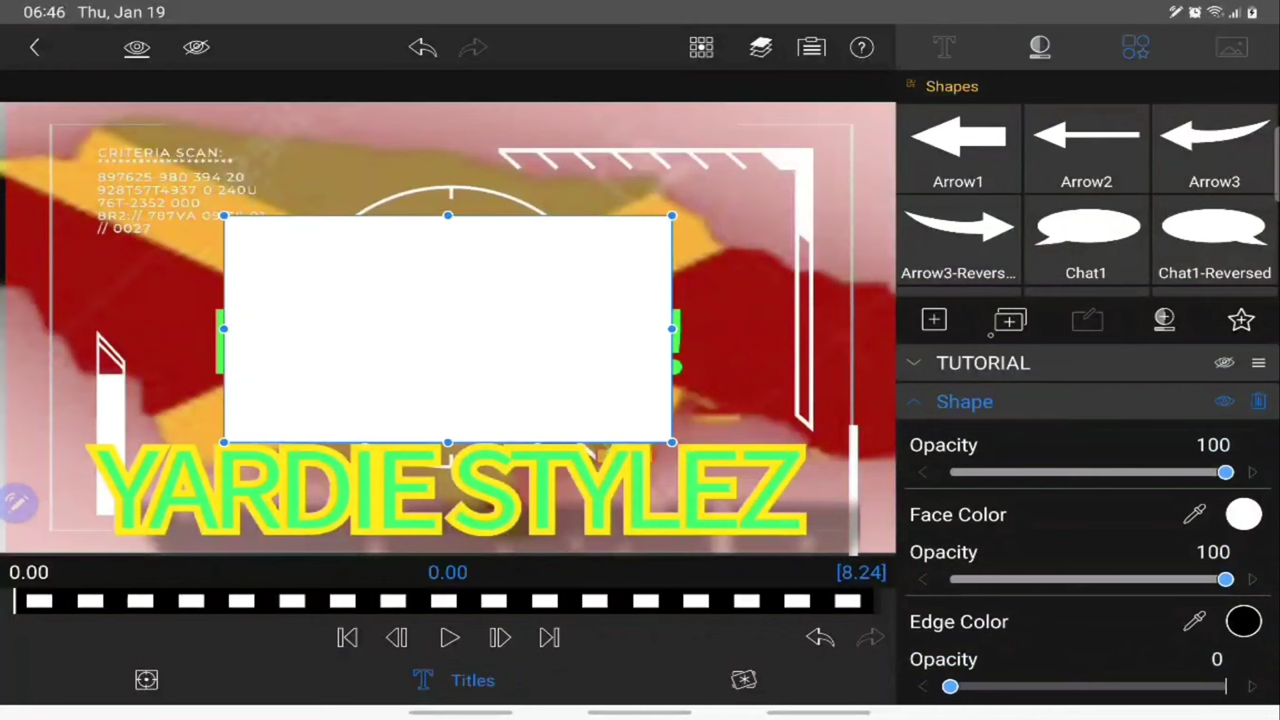 06:46 Thu, Jan 19
Shapes
Arrow1
Arrow2
Arrow3
Arrow3-Revers...
Chat1
Chat1-Reversed
CRITERIA SCAN:
897625-980 394 20
928T57T4937 0 240U
76T-2352 000
// 0027
!
YARDIE STYLEZ
TUTORIAL
Shape
Opacity 100
Face Color
Opacity 100
Edge Color
Opacity 0
0.00
0.00
[8.24]
Titles